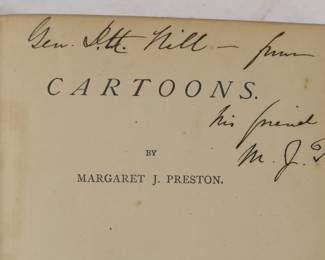 Gen. D. H. Hill — from
CARTOONS.
his friend
M. J. P
BY
MARGARET J. PRESTON.